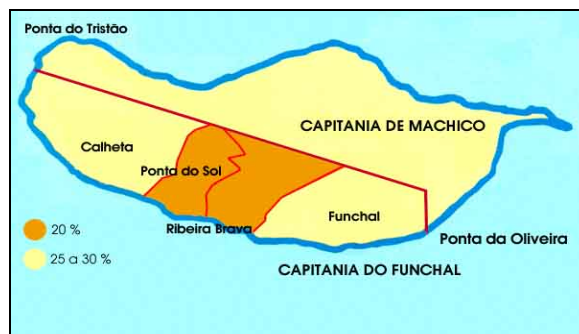 Ponta do Tristão
CAPITANIA DE MACHICO
Calheta
Ponta do Sol
Funchal
Ribeira Brava
Ponta da Oliveira
20 %
25 a 30 %
CAPITANIA DO FUNCHAL